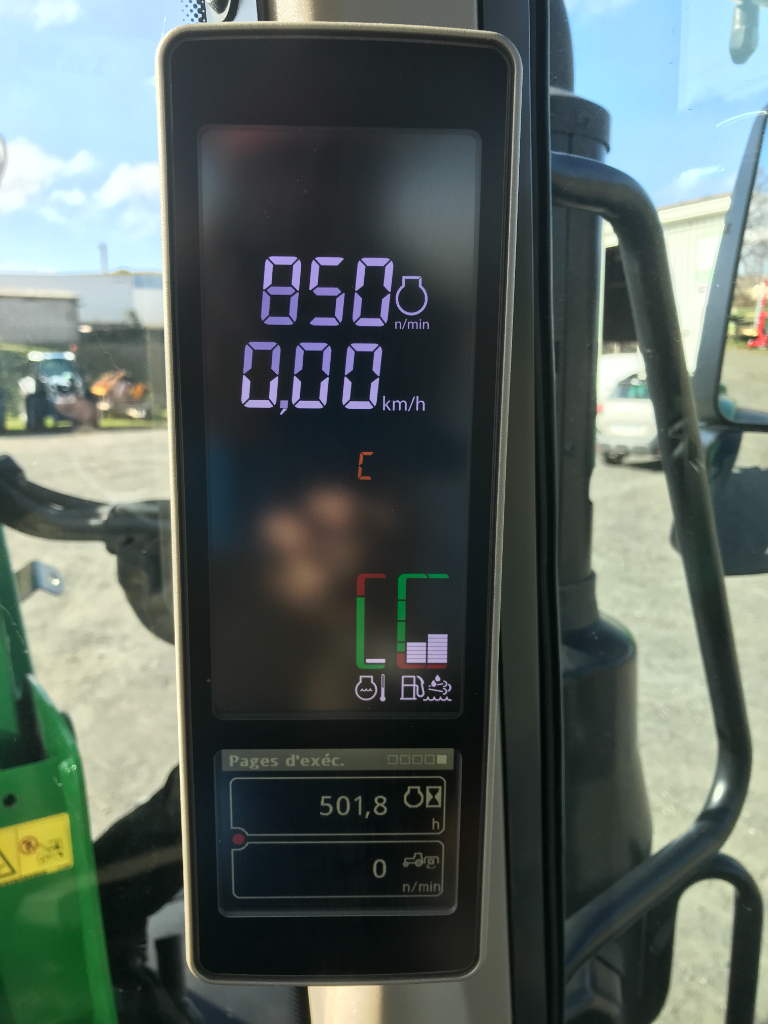 850
n/min
0,00 km/h
C
Pages d'exéc.
501,8
h
0
n/min